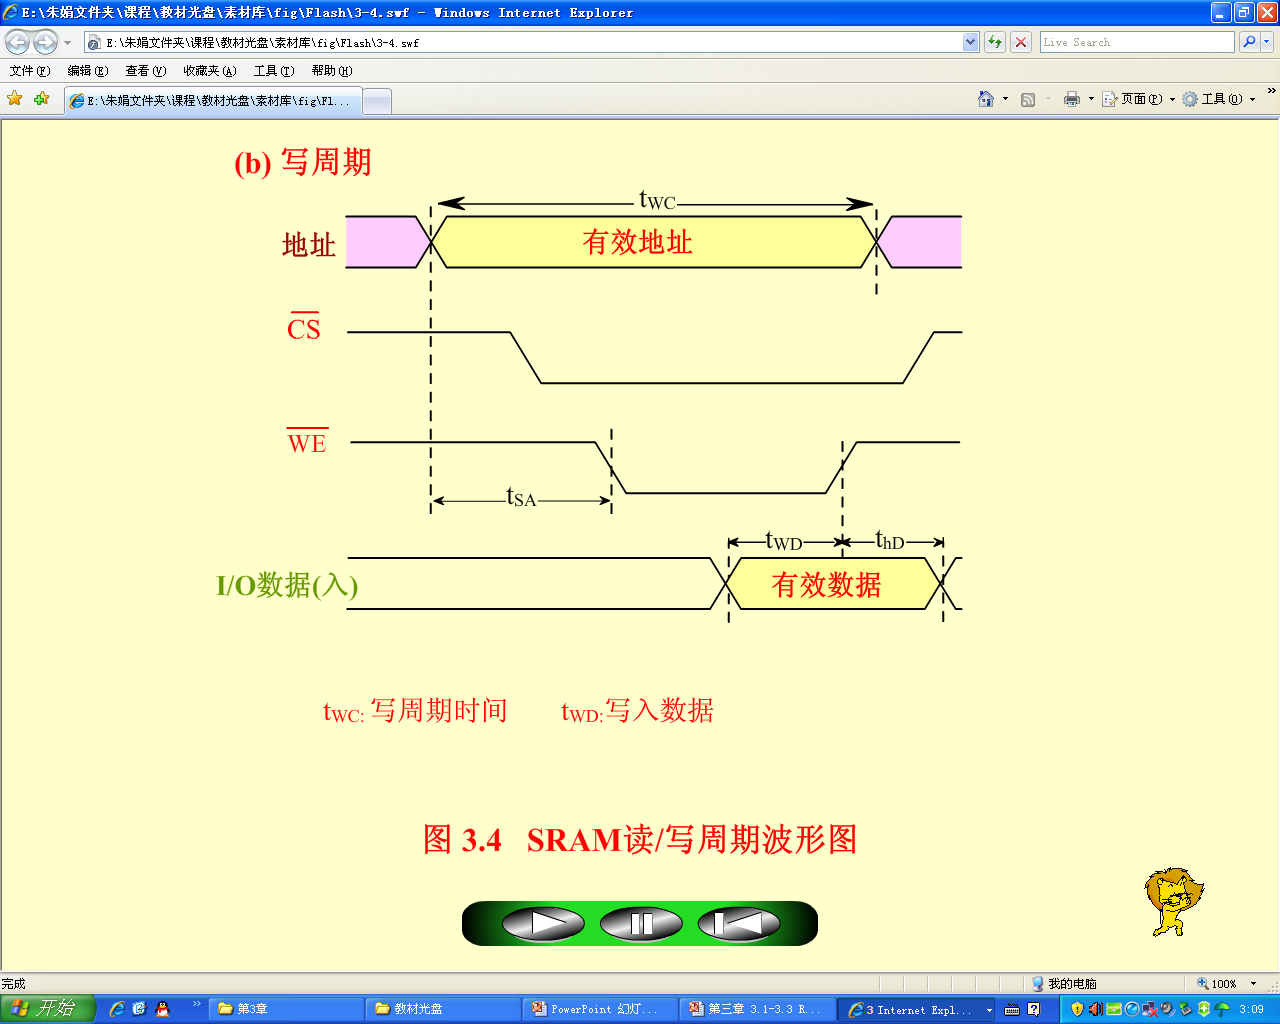 E:\朱娟文件夹\课程\教材光盘\素材库\fig\Flash\3-4.swf - Windows Internet Explorer
E:\朱娟文件夹\课程\教材光盘\素材库\fig\Flash\3-4.swf
Live Search
文件(F) 编辑(E) 查看(V) 收藏夹(A) 工具(T) 帮助(H)
E:\朱娟文件夹\课程\教材光盘\素材库\fig\Fl...
页面(P) 工具(O)
(b) 写周期
tWC
地址 有效地址
CS
WE
tSA
tWD thD
I/O数据(入) 有效数据
tWC: 写周期时间 tWD:写入数据
图 3.4 SRAM读/写周期波形图
完成 我的电脑 100%
开始 第3章 教材光盘 PowerPoint 幻灯... 第三章 3.1-3.3 R... 3 Internet Expl... 3:09